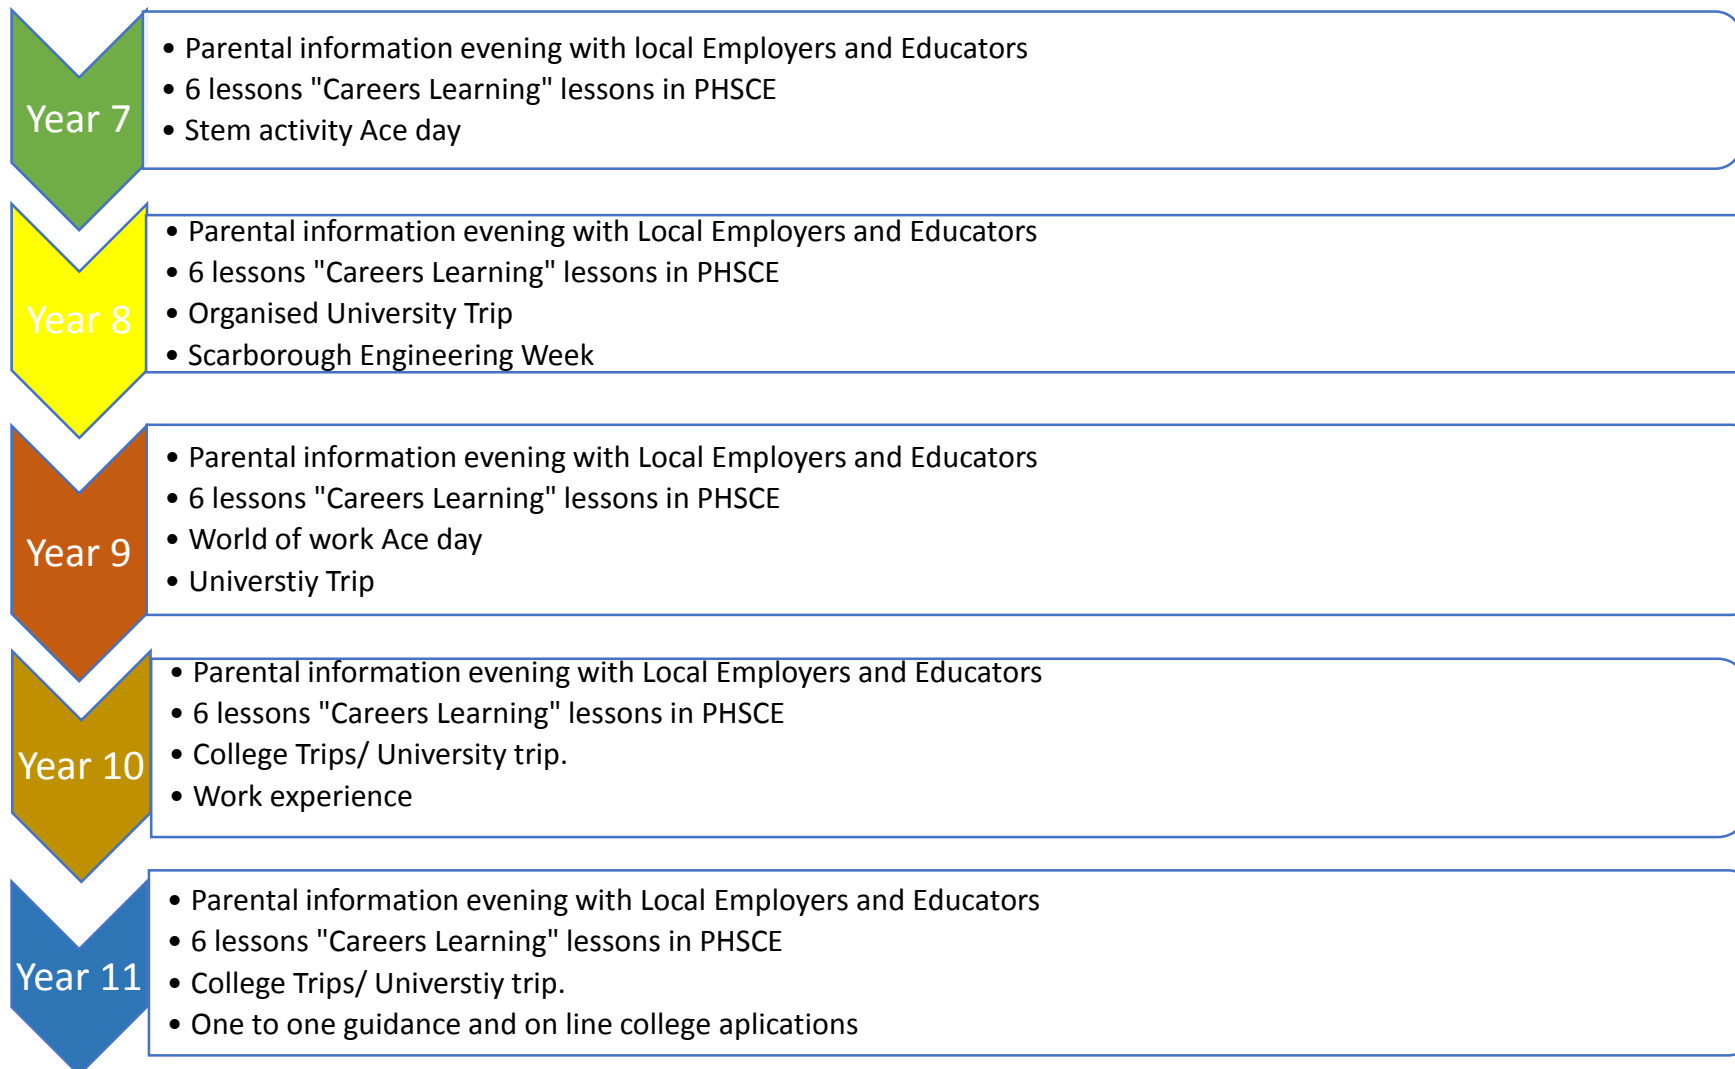 Year 7
• Parental information evening with local Employers and Educators
• 6 lessons "Careers Learning" lessons in PHSCE
• Stem activity Ace day
Year 8
• Parental information evening with Local Employers and Educators
• 6 lessons "Careers Learning" lessons in PHSCE
• Organised University Trip
• Scarborough Engineering Week
Year 9
• Parental information evening with Local Employers and Educators
• 6 lessons "Careers Learning" lessons in PHSCE
• World of work Ace day
• Universtiy Trip
Year 10
• Parental information evening with Local Employers and Educators
• 6 lessons "Careers Learning" lessons in PHSCE
• College Trips/ University trip.
• Work experience
Year 11
• Parental information evening with Local Employers and Educators
• 6 lessons "Careers Learning" lessons in PHSCE
• College Trips/ Universtiy trip.
• One to one guidance and on line college aplications